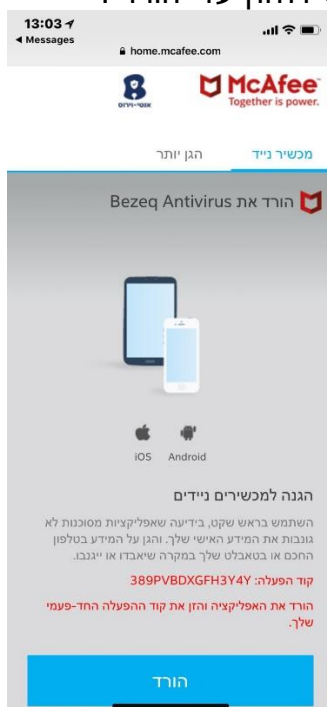 13:03
Messages
home.mcafee.com
אנטי-וירוס
McAfee
Together is power.
מכשיר נייד
הגן יותר
הורד את Bezeq Antivirus
iOS
Android
הגנה למכשירים ניידים
השתמש בראש שקט, בידיעה שאפליקציות מסוכנות לא
גונבות את המידע האישי שלך. והגן על המידע בטלפון
החכם או בטאבלט שלך במקרה שיאבדו או ייגנבו.
קוד הפעלה: 389PVBDXGFH3Y4Y
הורד את האפליקציה והזן את קוד ההפעלה החד-פעמי
שלך.
הורד